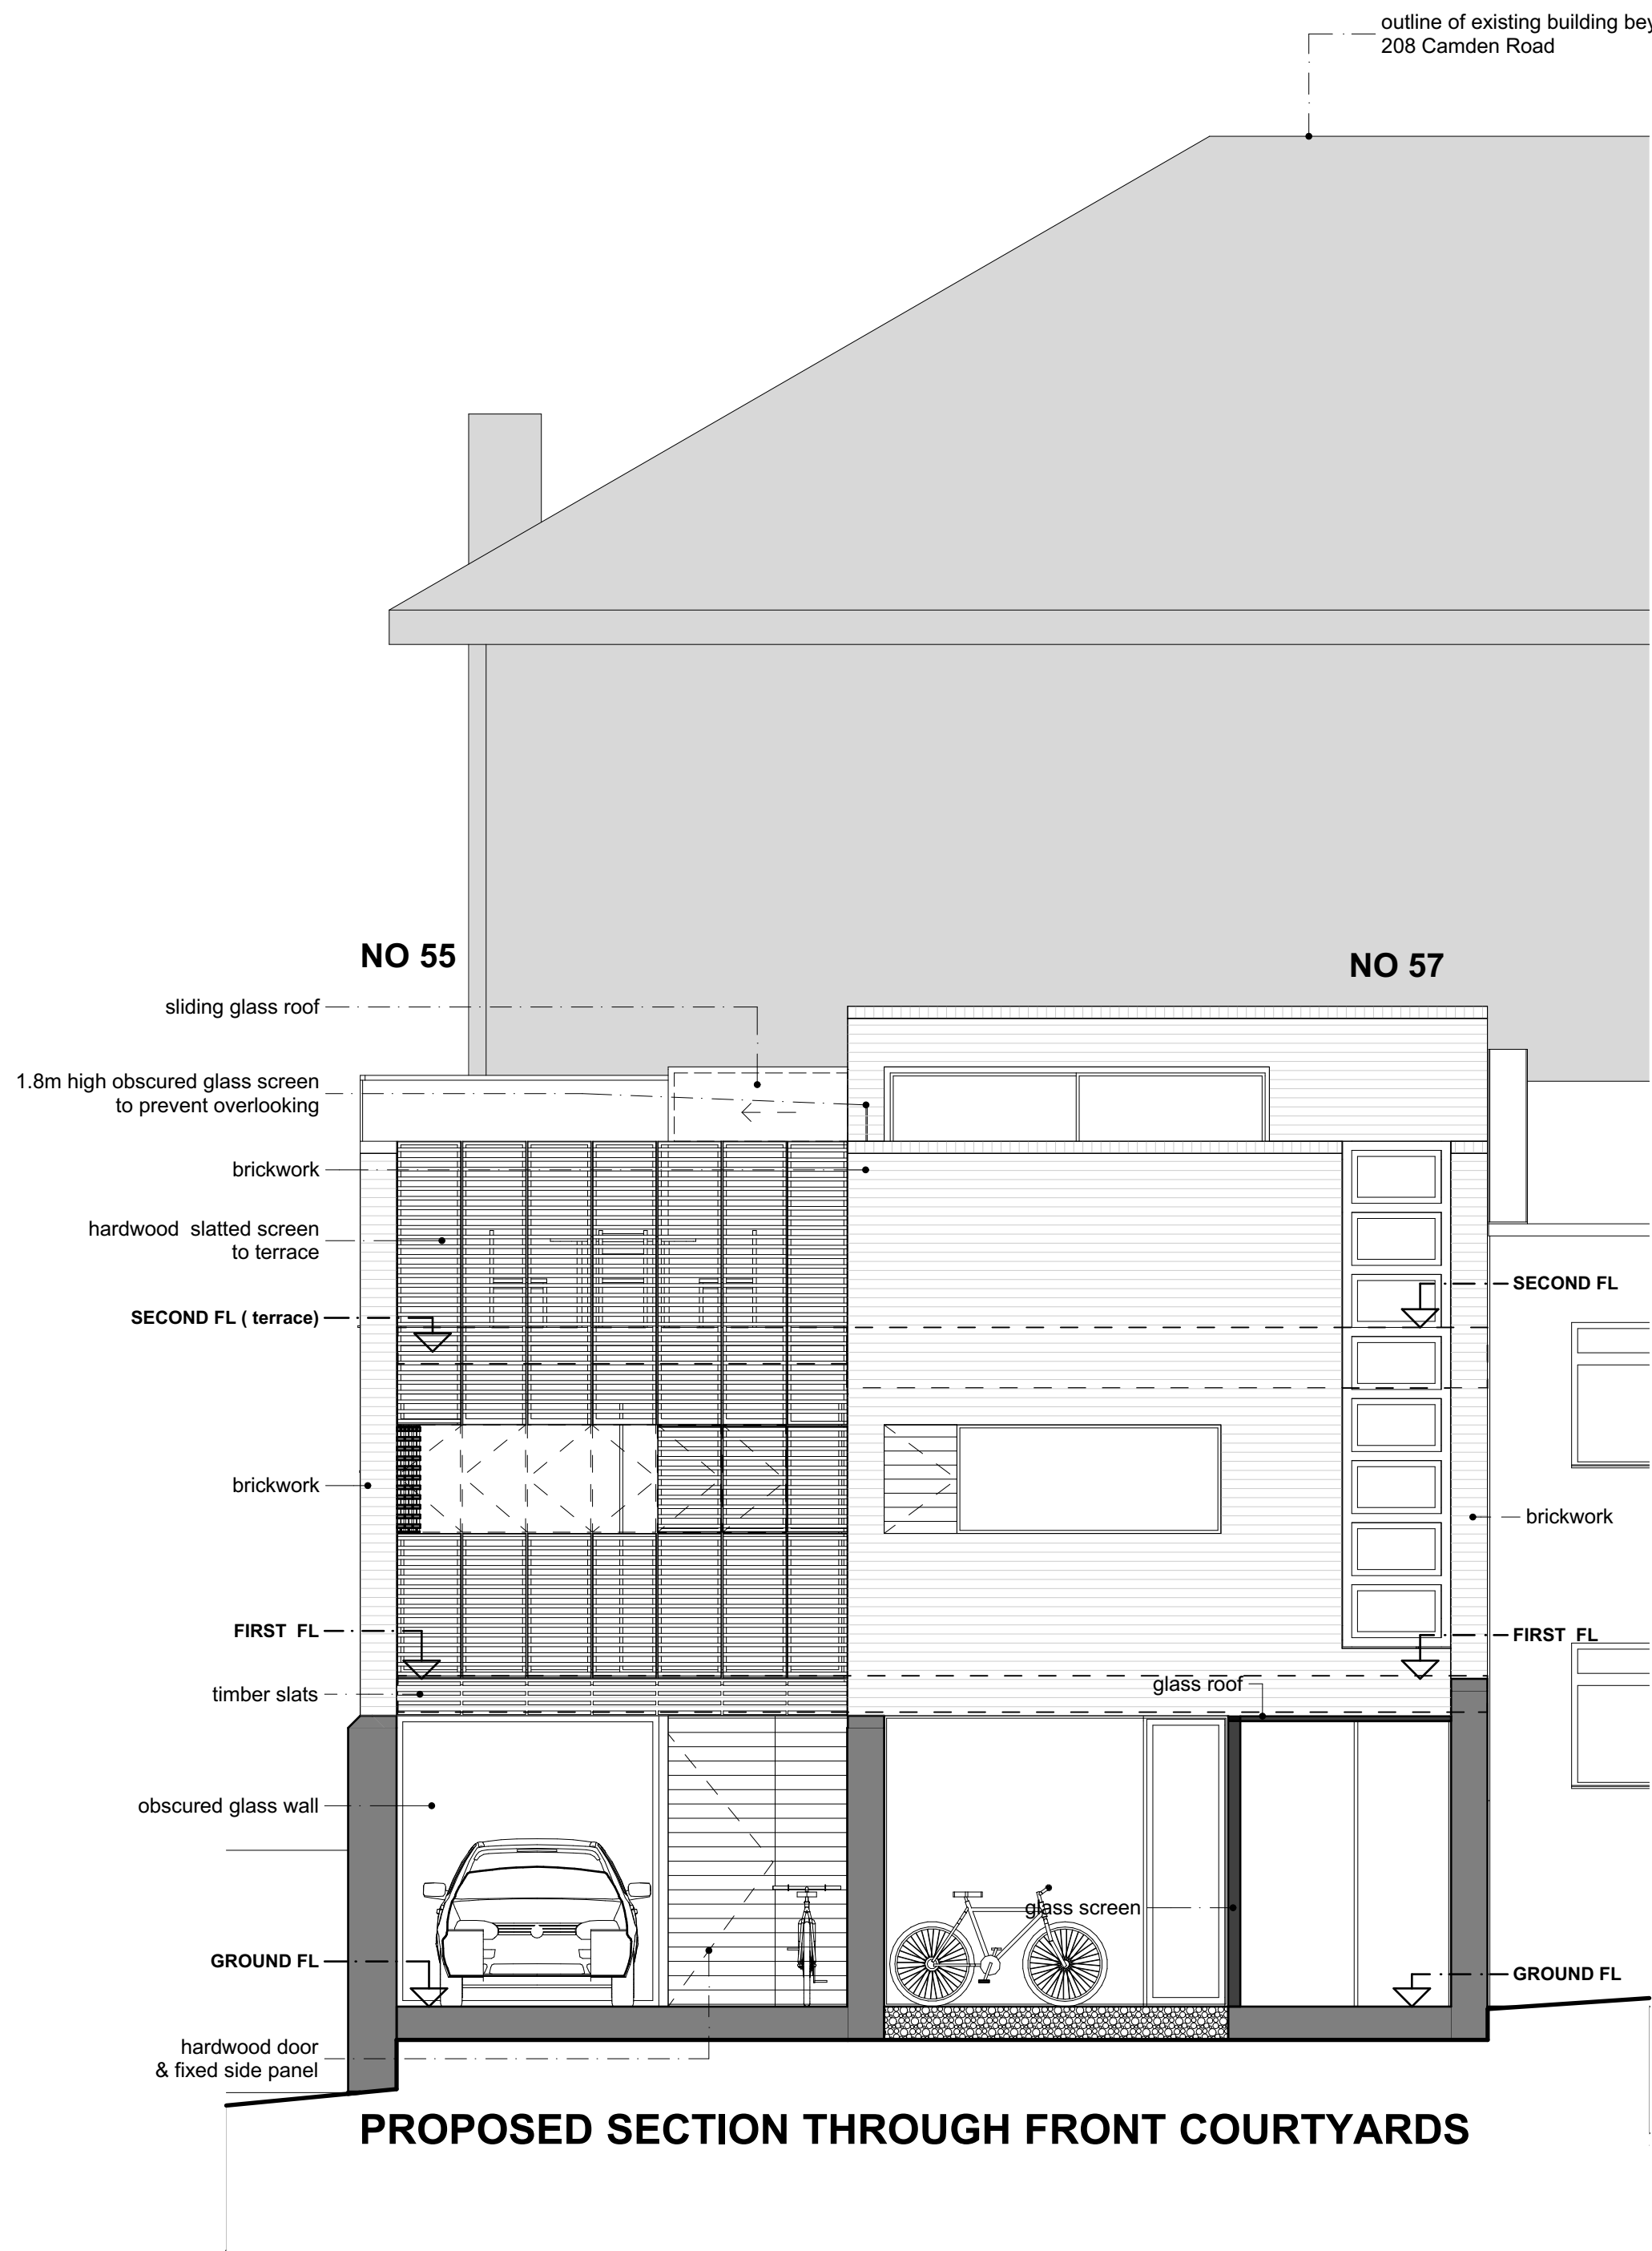 outline of existing building bey
208 Camden Road
NO 55
NO 57
sliding glass roof
1.8m high obscured glass screen
to prevent overlooking
brickwork
hardwood  slatted screen
to terrace
SECOND FL
SECOND FL ( terrace)
brickwork
brickwork
FIRST  FL
FIRST  FL
glass roof
timber slats
obscured glass wall
glass screen
GROUND FL
GROUND FL
hardwood door
& fixed side panel
PROPOSED SECTION THROUGH FRONT COURTYARDS